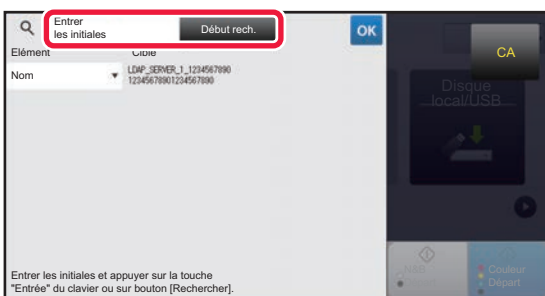 Entrer
les initiales
Début rech.
OK
CA
Elément
Cible
Nom
LDAP_SERVER_1_1234567890
12345678901234567890
Disque
local/USB
N&B
Couleur
Départ
Entrer les initiales et appuyer sur la touche
"Entrée" du clavier ou sur bouton [Rechercher].